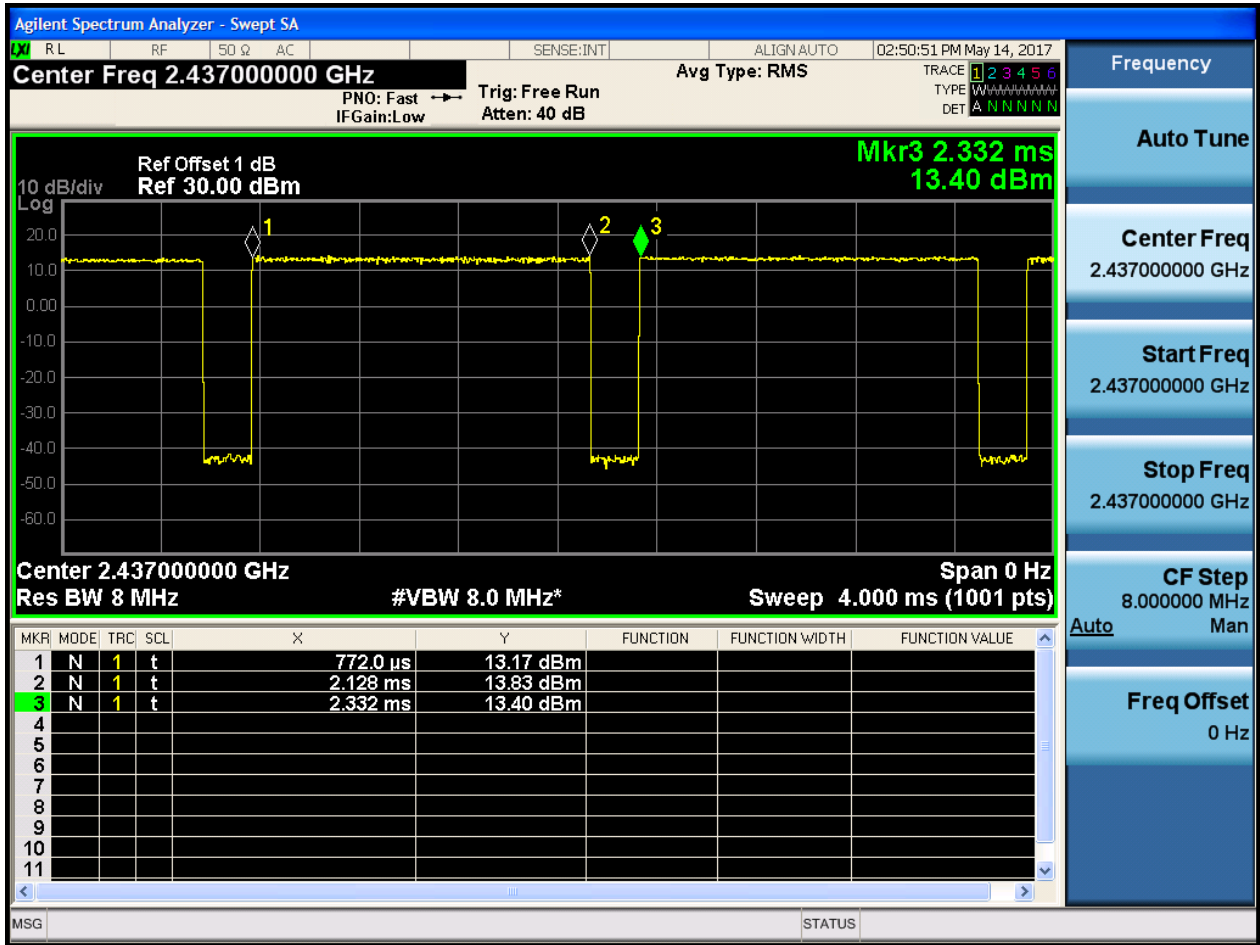 Agilent Spectrum Analyzer - Swept SA
LXI RL RF 50 Ω AC SENSE:INT ALIGN AUTO 02:50:51 PM May 14, 2017
Center Freq 2.437000000 GHz
PNO: Fast
IFGain:Low
Trig: Free Run
Atten: 40 dB
Avg Type: RMS
TRACE 1 2 3 4 5 6
TYPE WWWWWW
DET A N N N N N
Mkr3 2.332 ms
13.40 dBm
Ref Offset 1 dB
10 dB/div Ref 30.00 dBm
Log
20.0
10.0
0.00
-10.0
-20.0
-30.0
-40.0
-50.0
-60.0
1
2
3
Center 2.437000000 GHz Span 0 Hz
Res BW 8 MHz #VBW 8.0 MHz* Sweep 4.000 ms (1001 pts)
MKR MODE TRC SCL X Y FUNCTION FUNCTION WIDTH FUNCTION VALUE
1 N 1 t 772.0 µs 13.17 dBm
2 N 1 t 2.128 ms 13.83 dBm
3 N 1 t 2.332 ms 13.40 dBm
4
5
6
7
8
9
10
11
MSG STATUS
Frequency
Auto Tune
Center Freq
2.437000000 GHz
Start Freq
2.437000000 GHz
Stop Freq
2.437000000 GHz
CF Step
8.000000 MHz
Auto Man
Freq Offset
0 Hz